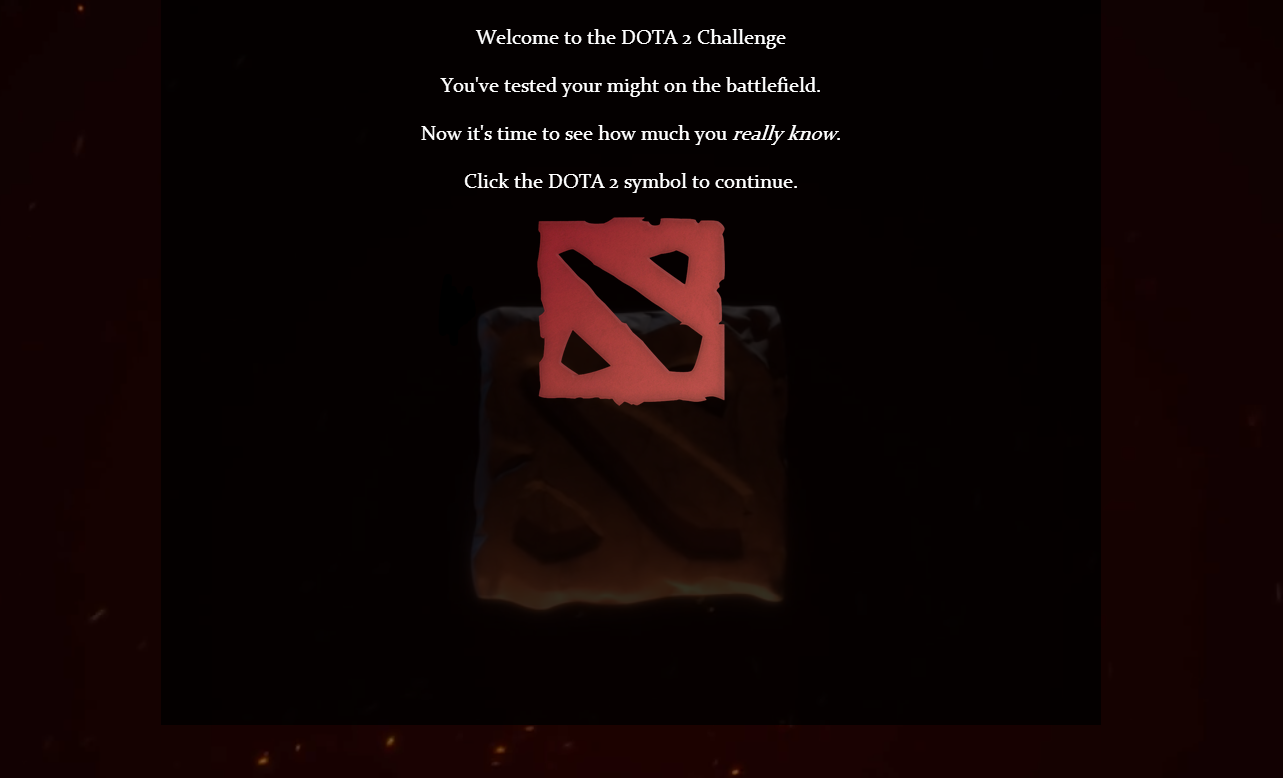 Welcome to the DOTA 2 Challenge
You've tested your might on the battlefield.
Now it's time to see how much you really know.
Click the DOTA 2 symbol to continue.